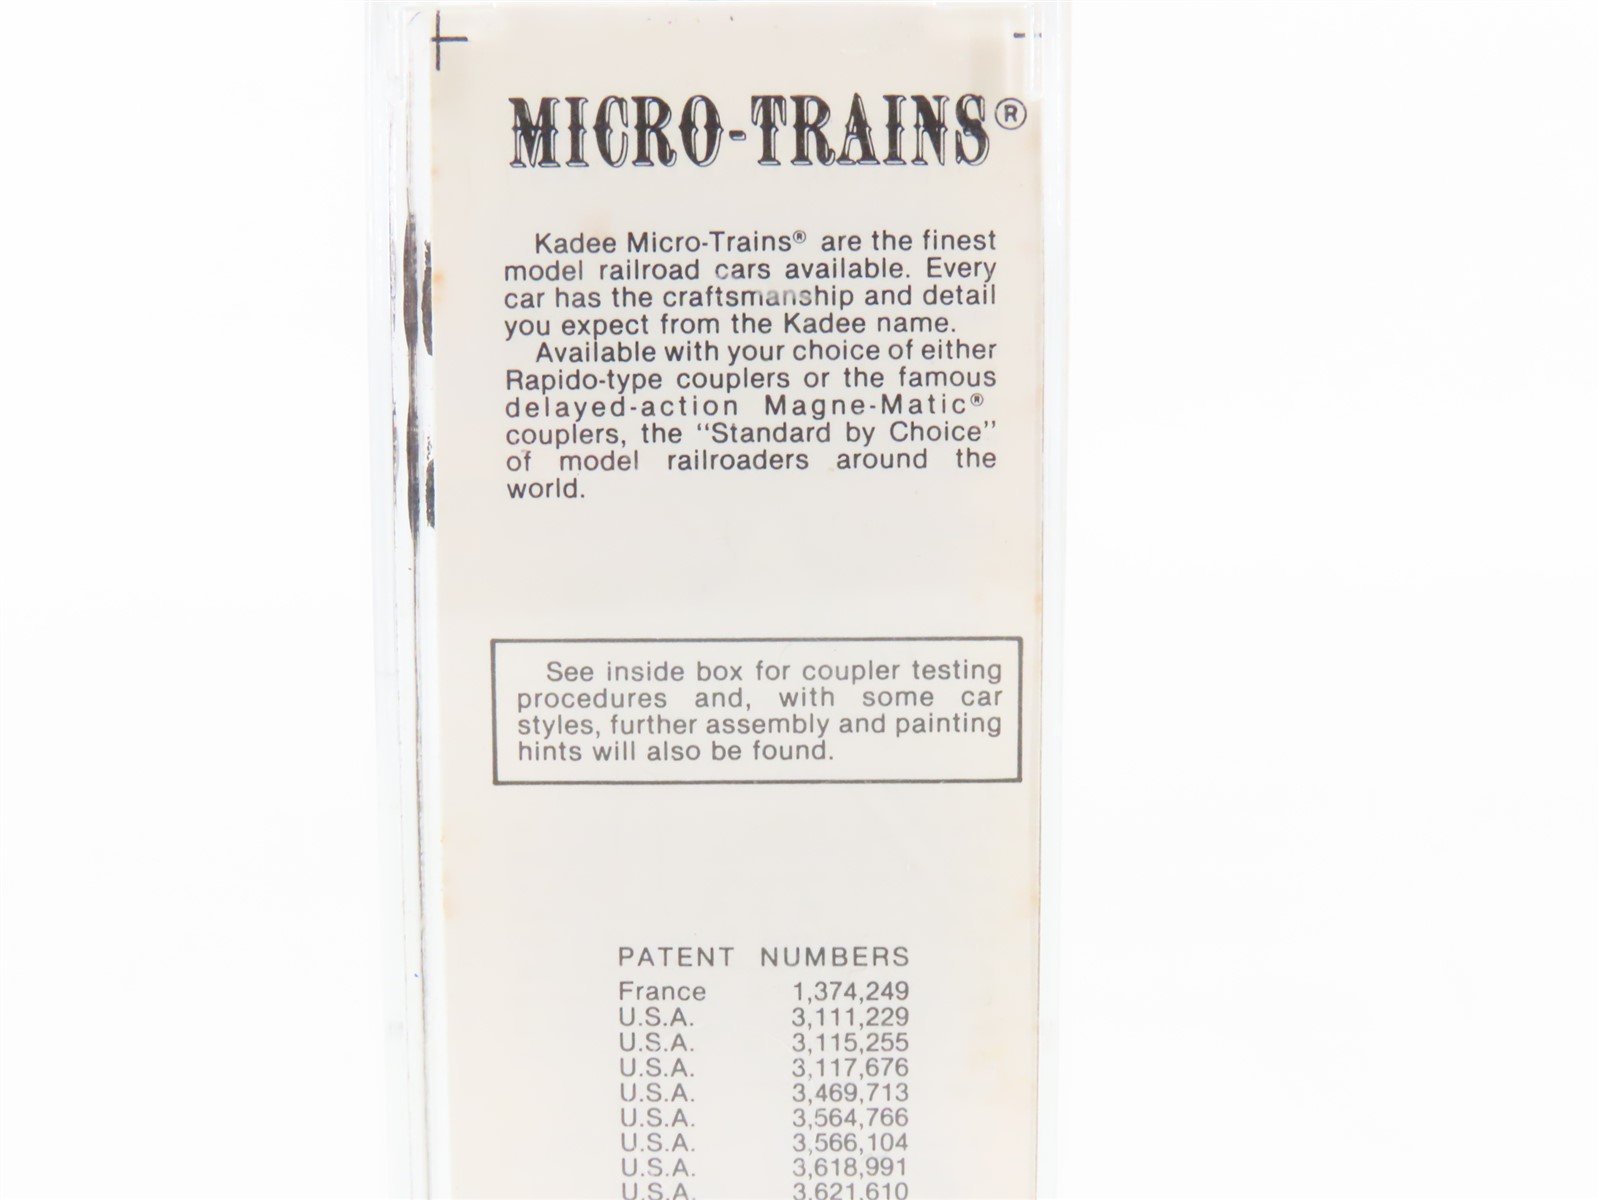 MICRO-TRAINS®
Kadee Micro-Trains® are the finest
model railroad cars available. Every
car has the craftsmanship and detail
you expect from the Kadee name.
Available with your choice of either
Rapido-type couplers or the famous
delayed-action Magne-Matic®
couplers, the “Standard by Choice”
of model railroaders around the
world.
See inside box for coupler testing
procedures and, with some car
styles, further assembly and painting
hints will also be found.
PATENT NUMBERS
France 1,374,249
U.S.A. 3,111,229
U.S.A. 3,115,255
U.S.A. 3,117,676
U.S.A. 3,469,713
U.S.A. 3,564,766
U.S.A. 3,566,104
U.S.A. 3,618,991
U.S.A. 3,621,610